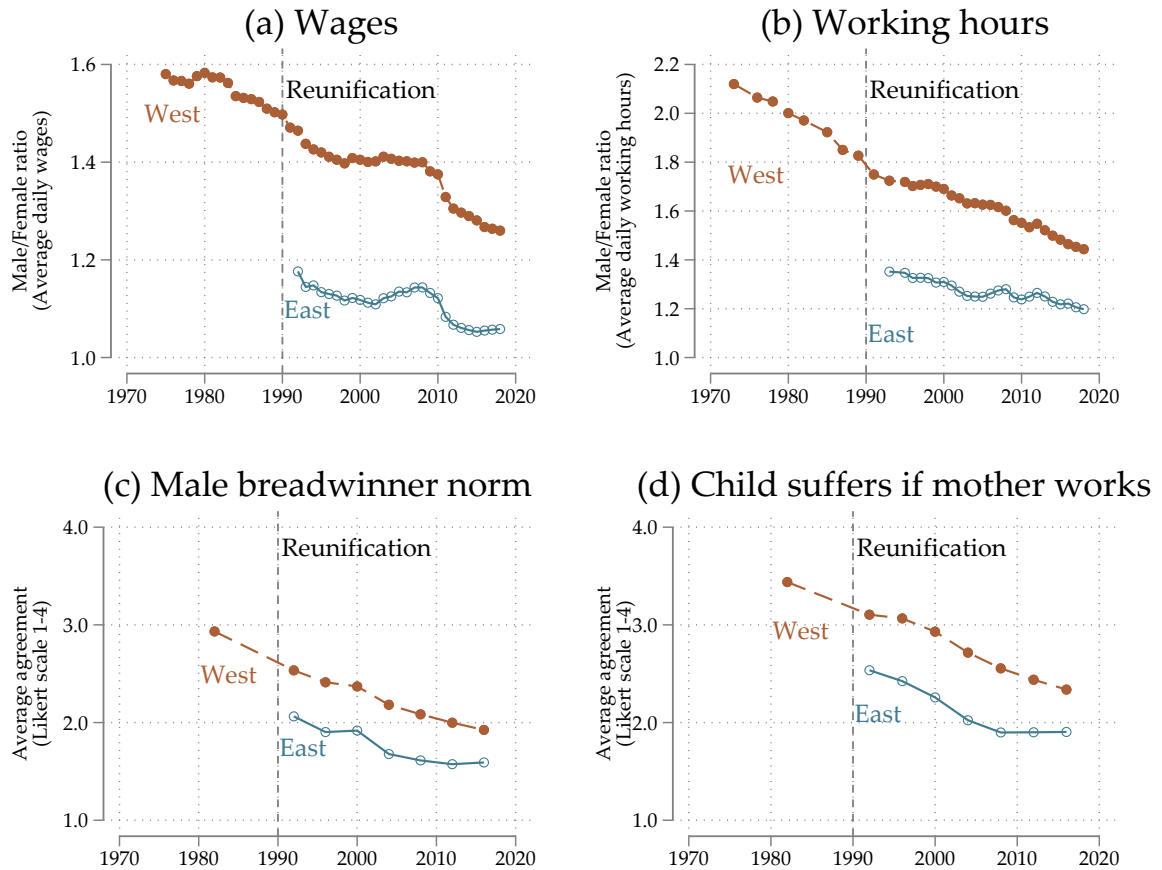 (a) Wages
Male/Female ratio
(Average daily wages)
1.6
1.4
1.2
1.0
Reunification
West
East
1970 1980 1990 2000 2010 2020
(b) Working hours
Male/Female ratio
(Average daily working hours)
2.2
2.0
1.8
1.6
1.4
1.2
1.0
Reunification
West
East
1970 1980 1990 2000 2010 2020
(c) Male breadwinner norm
Average agreement
(Likert scale 1-4)
4.0
3.0
2.0
1.0
Reunification
West
East
1970 1980 1990 2000 2010 2020
(d) Child suffers if mother works
Average agreement
(Likert scale 1-4)
4.0
3.0
2.0
1.0
Reunification
West
East
1970 1980 1990 2000 2010 2020